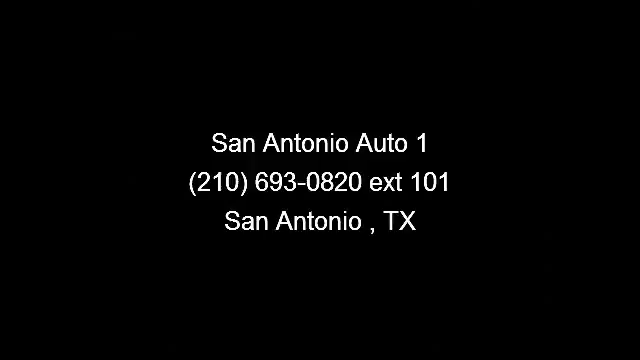 San Antonio Auto 1
(210) 693-0820 ext 101
San Antonio , TX